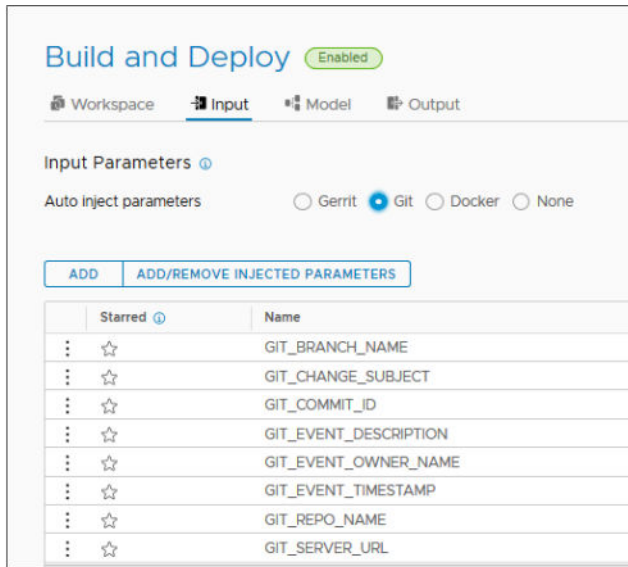 Build and Deploy Enabled
Workspace Input Model Output
Input Parameters
Auto inject parameters Gerrit Git Docker None
ADD ADD/REMOVE INJECTED PARAMETERS
Starred Name
GIT_BRANCH_NAME
GIT_CHANGE_SUBJECT
GIT_COMMIT_ID
GIT_EVENT_DESCRIPTION
GIT_EVENT_OWNER_NAME
GIT_EVENT_TIMESTAMP
GIT_REPO_NAME
GIT_SERVER_URL